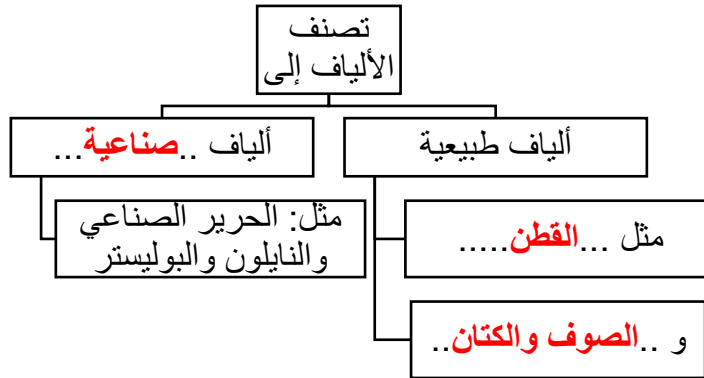 تصنف
الألياف إلى
ألياف طبيعية
ألياف ..صناعية...
مثل ...القطن.....
مثل: الحرير الصناعي
والنايلون والبوليستر
و ..الصوف والكتان..